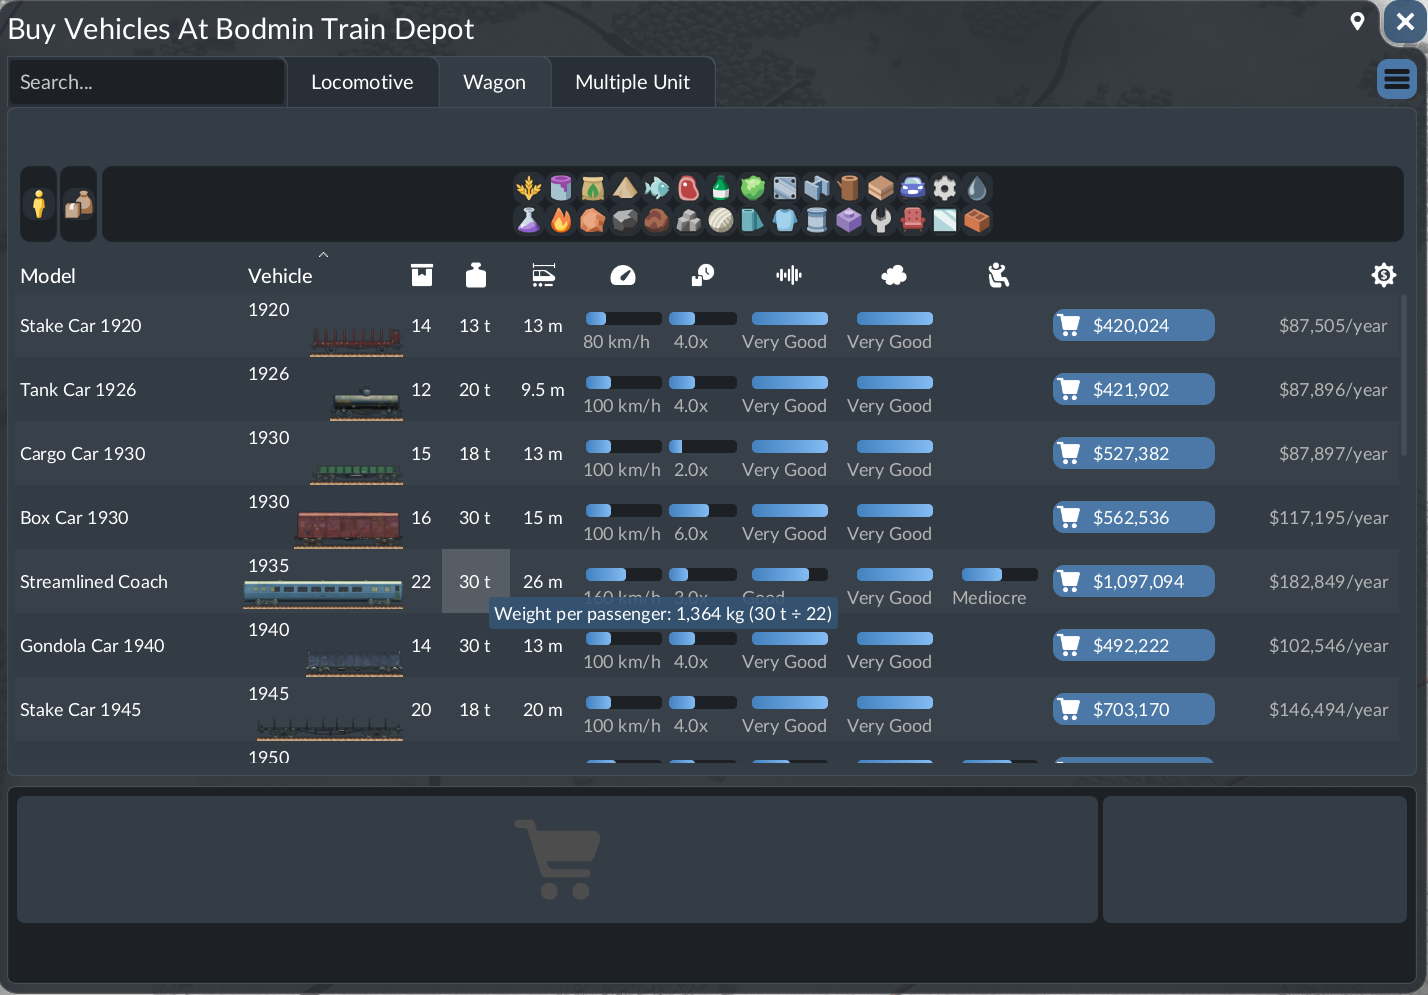 Buy Vehicles At Bodmin Train Depot
Search... Locomotive Wagon Multiple Unit
Model Vehicle
1920
Stake Car 1920 14 13 t 13 m 80 km/h 4.0x Very Good Very Good $420,024 $87,505/year
1926
Tank Car 1926 12 20 t 9.5 m 100 km/h 4.0x Very Good Very Good $421,902 $87,896/year
1930
Cargo Car 1930 15 18 t 13 m 100 km/h 2.0x Very Good Very Good $527,382 $87,897/year
1930
Box Car 1930 16 30 t 15 m 100 km/h 6.0x Very Good Very Good $562,536 $117,195/year
1935
Streamlined Coach 22 30 t 26 m 160 km/h 3.0x Good Very Good Mediocre $1,097,094 $182,849/year
Weight per passenger: 1,364 kg (30 t ÷ 22)
1940
Gondola Car 1940 14 30 t 13 m 100 km/h 4.0x Very Good Very Good $492,222 $102,546/year
1945
Stake Car 1945 20 18 t 20 m 100 km/h 4.0x Very Good Very Good $703,170 $146,494/year
1950